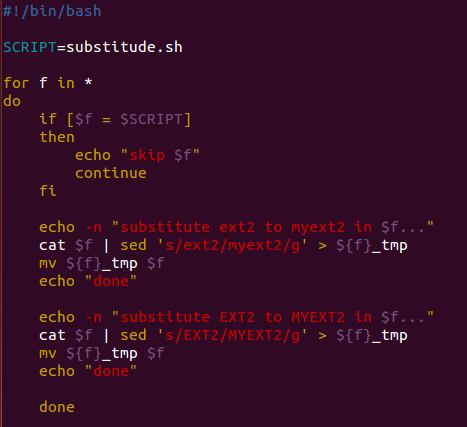 #!/bin/bash
SCRIPT=substitude.sh
for f in *
do
if [$f = $SCRIPT]
then
echo "skip $f"
continue
fi
echo -n "substitute ext2 to myext2 in $f..."
cat $f | sed 's/ext2/myext2/g' > ${f}_tmp
mv ${f}_tmp $f
echo "done"
echo -n "substitute EXT2 to MYEXT2 in $f..."
cat $f | sed 's/EXT2/MYEXT2/g' > ${f}_tmp
mv ${f}_tmp $f
echo "done"
done